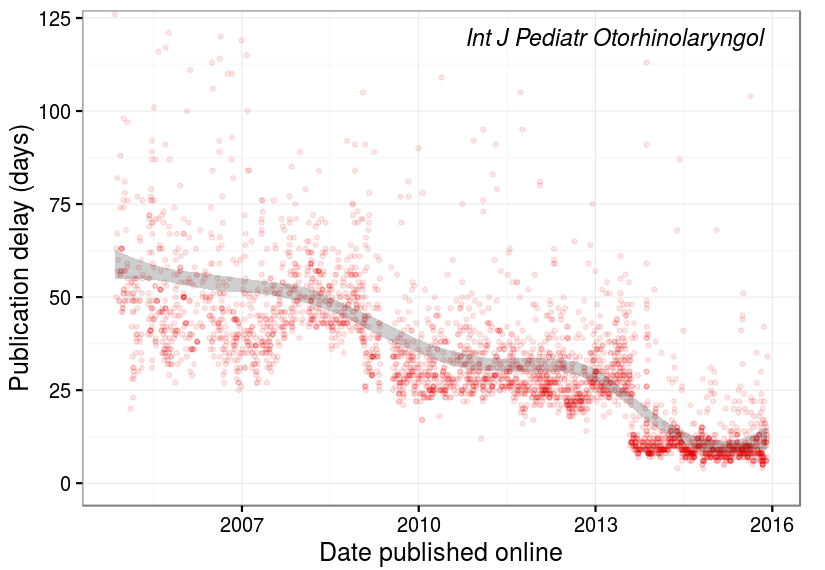 Int J Pediatr Otorhinolaryngol
Publication delay (days)
125
100
75
50
25
0
2007 2010 2013 2016
Date published online